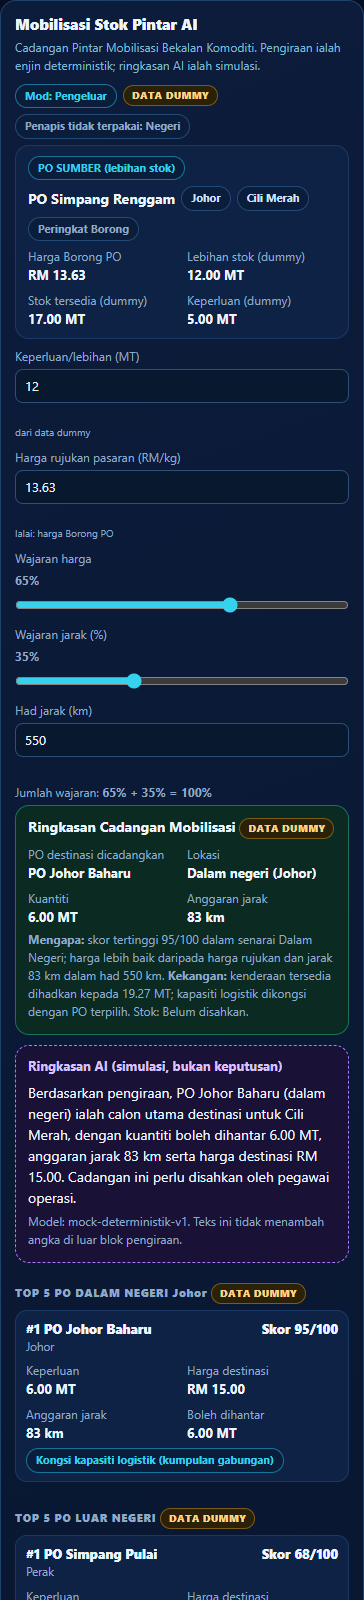 Mobilisasi Stok Pintar AI
Cadangan Pintar Mobilisasi Bekalan Komoditi. Pengiraan ialah
enjin deterministik; ringkasan AI ialah simulasi.
Mod: Pengeluar DATA DUMMY
Penapis tidak terpakai: Negeri
PO SUMBER (lebihan stok)
PO Simpang Renggam Johor Cili Merah
Peringkat Borong
Harga Borong PO Lebihan stok (dummy)
RM 13.63 12.00 MT
Stok tersedia (dummy) Keperluan (dummy)
17.00 MT 5.00 MT
Keperluan/lebihan (MT)
12
dari data dummy
Harga rujukan pasaran (RM/kg)
13.63
lalai: harga Borong PO
Wajaran harga
65%
Wajaran jarak (%)
35%
Had jarak (km)
550
Jumlah wajaran: 65% + 35% = 100%
Ringkasan Cadangan Mobilisasi DATA DUMMY
PO destinasi dicadangkan Lokasi
PO Johor Baharu Dalam negeri (Johor)
Kuantiti Anggaran jarak
6.00 MT 83 km
Mengapa: skor tertinggi 95/100 dalam senarai Dalam
Negeri; harga lebih baik daripada harga rujukan dan jarak
83 km dalam had 550 km. Kekangan: kenderaan tersedia
dihadkan kepada 19.27 MT; kapasiti logistik dikongsi
dengan PO terpilih. Stok: Belum disahkan.
Ringkasan AI (simulasi, bukan keputusan)
Berdasarkan pengiraan, PO Johor Baharu (dalam
negeri) ialah calon utama destinasi untuk Cili
Merah, dengan kuantiti boleh dihantar 6.00 MT,
anggaran jarak 83 km serta harga destinasi RM
15.00. Cadangan ini perlu disahkan oleh pegawai
operasi.
Model: mock-deterministik-v1. Teks ini tidak menambah
angka di luar blok pengiraan.
TOP 5 PO DALAM NEGERI Johor DATA DUMMY
#1 PO Johor Baharu Skor 95/100
Johor
Keperluan Harga destinasi
6.00 MT RM 15.00
Anggaran jarak Boleh dihantar
83 km 6.00 MT
Kongsi kapasiti logistik (kumpulan gabungan)
TOP 5 PO LUAR NEGERI DATA DUMMY
#1 PO Simpang Pulai Skor 68/100
Perak
Keperluan Harga destinasi